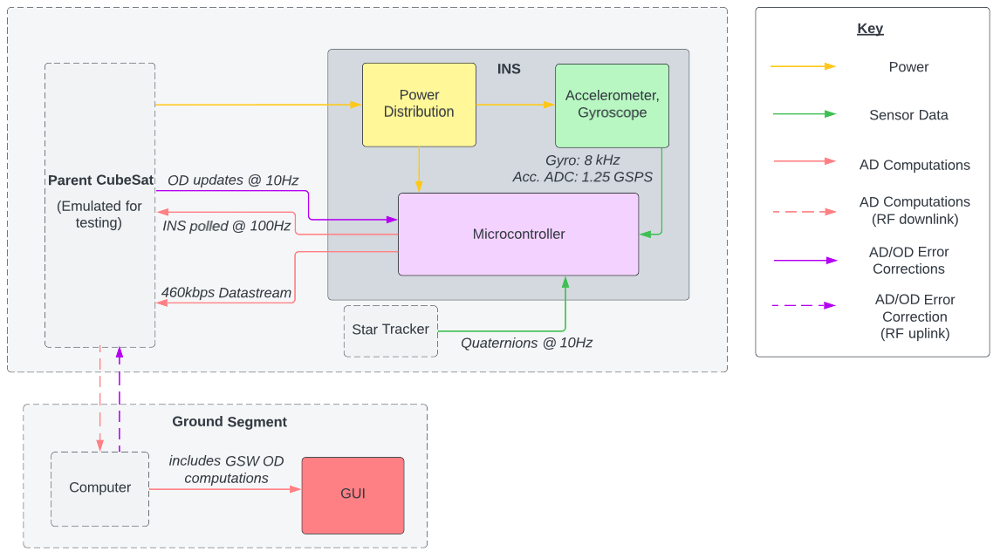 INS
Power
Distribution
Accelerometer,
Gyroscope
Gyro: 8 kHz
Acc. ADC: 1.25 GSPS
Parent CubeSat
(Emulated for
testing)
OD updates @ 10Hz
INS polled @ 100Hz
460kbps Datastream
Microcontroller
Star Tracker
Quaternions @ 10Hz
Ground Segment
Computer
includes GSW OD
computations
GUI
Key
Power
Sensor Data
AD Computations
AD Computations
(RF downlink)
AD/OD Error
Corrections
AD/OD Error
Correction
(RF uplink)